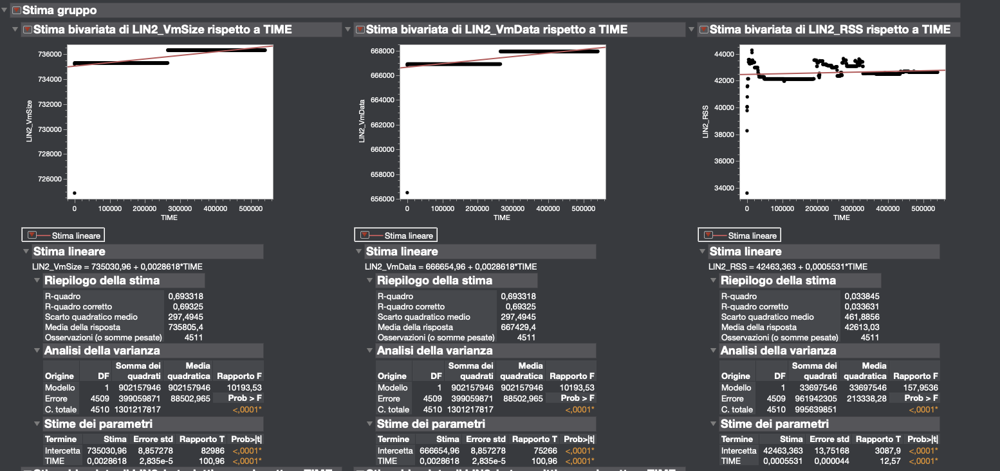 Stima gruppo
Stima bivariata di LIN2_VmSize rispetto a TIME
LIN2_VmSize
736000
734000
732000
730000
728000
726000
0 100000 200000 300000 400000 500000
TIME
Stima lineare
Stima lineare
LIN2_VmSize = 735030,96 + 0,0028618*TIME
Riepilogo della stima
R-quadro 0,693318
R-quadro corretto 0,69325
Scarto quadratico medio 297,4945
Media della risposta 735805,4
Osservazioni (o somme pesate) 4511
Analisi della varianza
Somma dei Media
Origine DF quadrati quadratica Rapporto F
Modello 1 902157946 902157946 10193,53
Errore 4509 399059871 88502,965 Prob > F
C. totale 4510 1301217817 <,0001*
Stime dei parametri
Termine Stima Errore std Rapporto T Prob>|t|
Intercetta 735030,96 8,857278 82986 <,0001*
TIME 0,0028618 2,835e-5 100,96 <,0001*
Stima bivariata di LIN2_VmData rispetto a TIME
LIN2_VmData
668000
666000
664000
662000
660000
658000
656000
0 100000 200000 300000 400000 500000
TIME
Stima lineare
Stima lineare
LIN2_VmData = 666654,96 + 0,0028618*TIME
Riepilogo della stima
R-quadro 0,693318
R-quadro corretto 0,69325
Scarto quadratico medio 297,4945
Media della risposta 667429,4
Osservazioni (o somme pesate) 4511
Analisi della varianza
Somma dei Media
Origine DF quadrati quadratica Rapporto F
Modello 1 902157946 902157946 10193,53
Errore 4509 399059871 88502,965 Prob > F
C. totale 4510 1301217817 <,0001*
Stime dei parametri
Termine Stima Errore std Rapporto T Prob>|t|
Intercetta 666654,96 8,857278 75266 <,0001*
TIME 0,0028618 2,835e-5 100,96 <,0001*
Stima bivariata di LIN2_RSS rispetto a TIME
LIN2_RSS
44000
42000
40000
38000
36000
34000
0 100000 200000 300000 400000 500000
TIME
Stima lineare
Stima lineare
LIN2_RSS = 42463,363 + 0,0005531*TIME
Riepilogo della stima
R-quadro 0,033845
R-quadro corretto 0,033631
Scarto quadratico medio 461,8856
Media della risposta 42613,03
Osservazioni (o somme pesate) 4511
Analisi della varianza
Somma dei Media
Origine DF quadrati quadratica Rapporto F
Modello 1 33697546 33697546 157,9536
Errore 4509 961942305 213338,28 Prob > F
C. totale 4510 995639851 <,0001*
Stime dei parametri
Termine Stima Errore std Rapporto T Prob>|t|
Intercetta 42463,363 13,75168 3087,9 <,0001*
TIME 0,0005531 0,000044 12,57 <,0001*